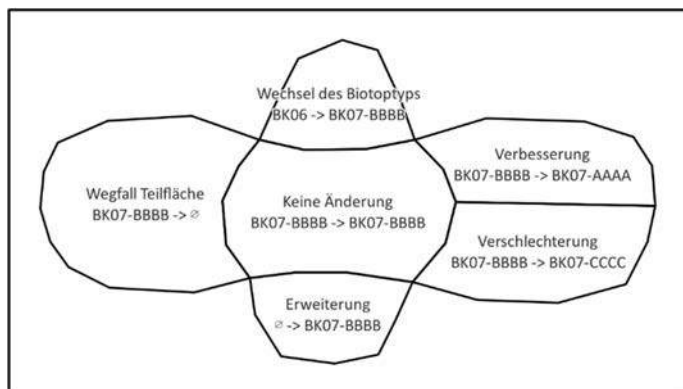 Wechsel des Biotoptyps
BK06 -> BK07-BBBB
Verbesserung
BK07-BBBB -> BK07-AAAA
Wegfall Teilfläche
BK07-BBBB -> ∅
Keine Änderung
BK07-BBBB -> BK07-BBBB
Verschlechterung
BK07-BBBB -> BK07-CCCC
Erweiterung
∅ -> BK07-BBBB